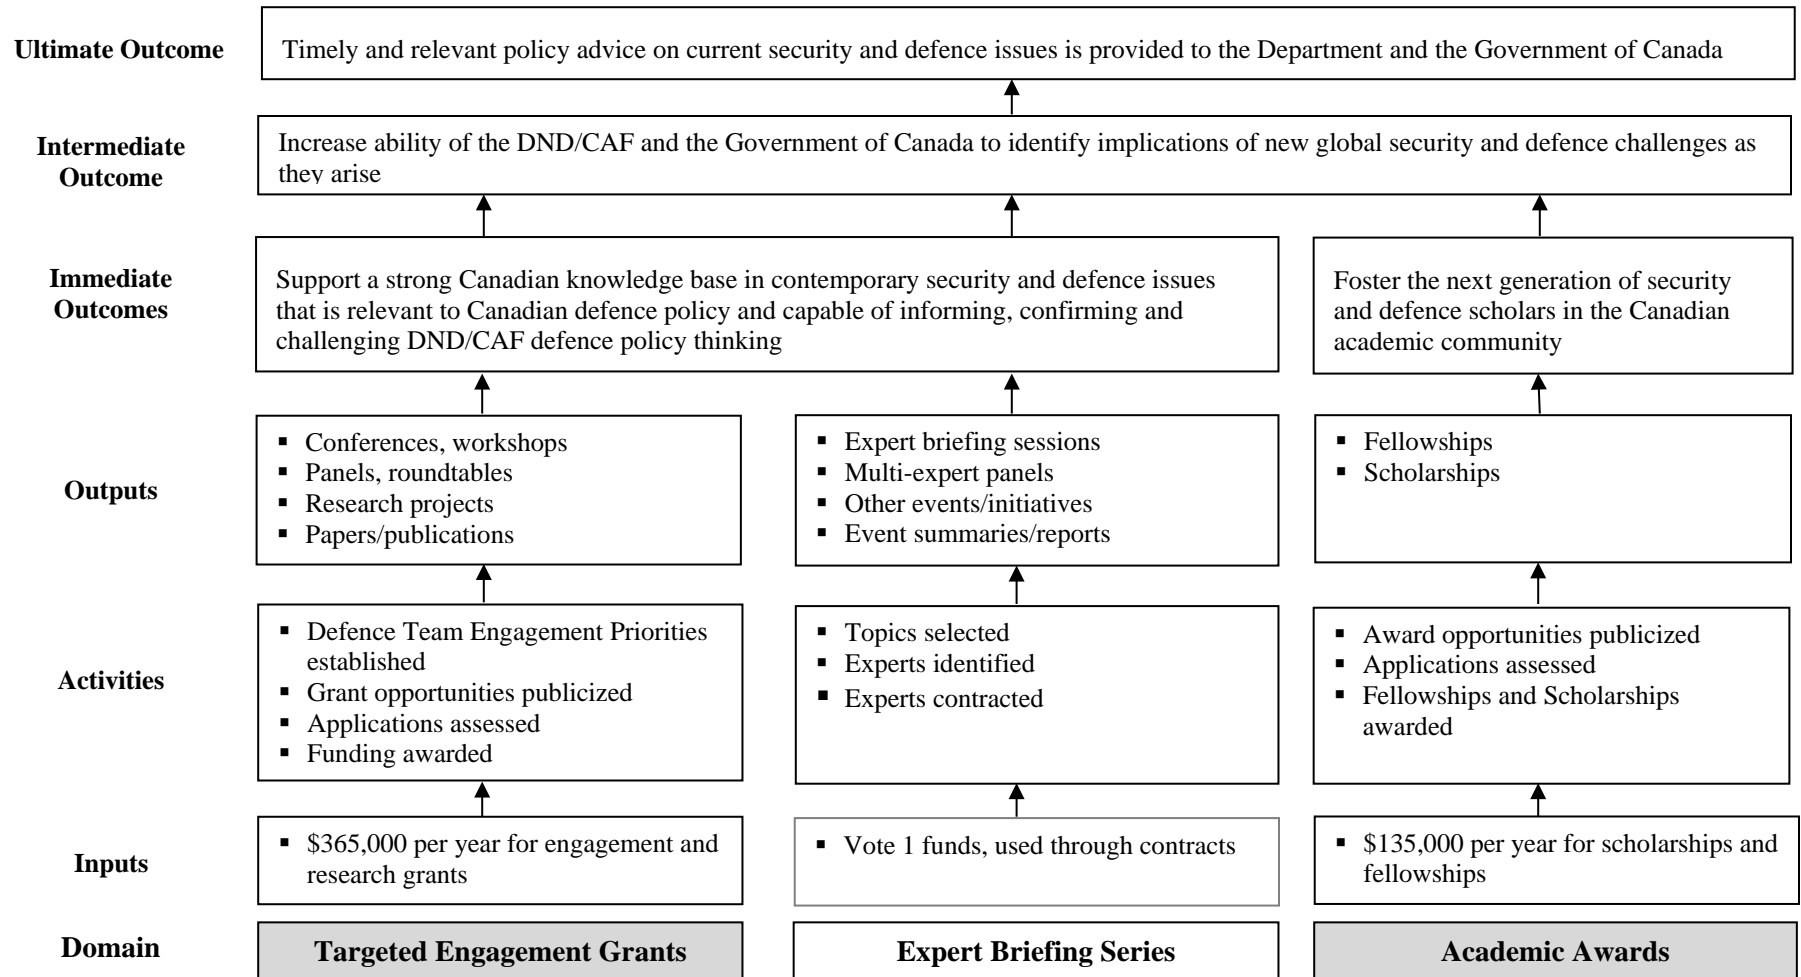 Ultimate Outcome
Timely and relevant policy advice on current security and defence issues is provided to the Department and the Government of Canada
Intermediate
Outcome
Increase ability of the DND/CAF and the Government of Canada to identify implications of new global security and defence challenges as
they arise
Immediate
Outcomes
Support a strong Canadian knowledge base in contemporary security and defence issues
that is relevant to Canadian defence policy and capable of informing, confirming and
challenging DND/CAF defence policy thinking
Foster the next generation of security
and defence scholars in the Canadian
academic community
Outputs
▪ Conferences, workshops
▪ Panels, roundtables
▪ Research projects
▪ Papers/publications
▪ Expert briefing sessions
▪ Multi-expert panels
▪ Other events/initiatives
▪ Event summaries/reports
▪ Fellowships
▪ Scholarships
Activities
▪ Defence Team Engagement Priorities
established
▪ Grant opportunities publicized
▪ Applications assessed
▪ Funding awarded
▪ Topics selected
▪ Experts identified
▪ Experts contracted
▪ Award opportunities publicized
▪ Applications assessed
▪ Fellowships and Scholarships
awarded
Inputs
▪ $365,000 per year for engagement and
research grants
▪ Vote 1 funds, used through contracts
▪ $135,000 per year for scholarships and
fellowships
Domain
Targeted Engagement Grants
Expert Briefing Series
Academic Awards